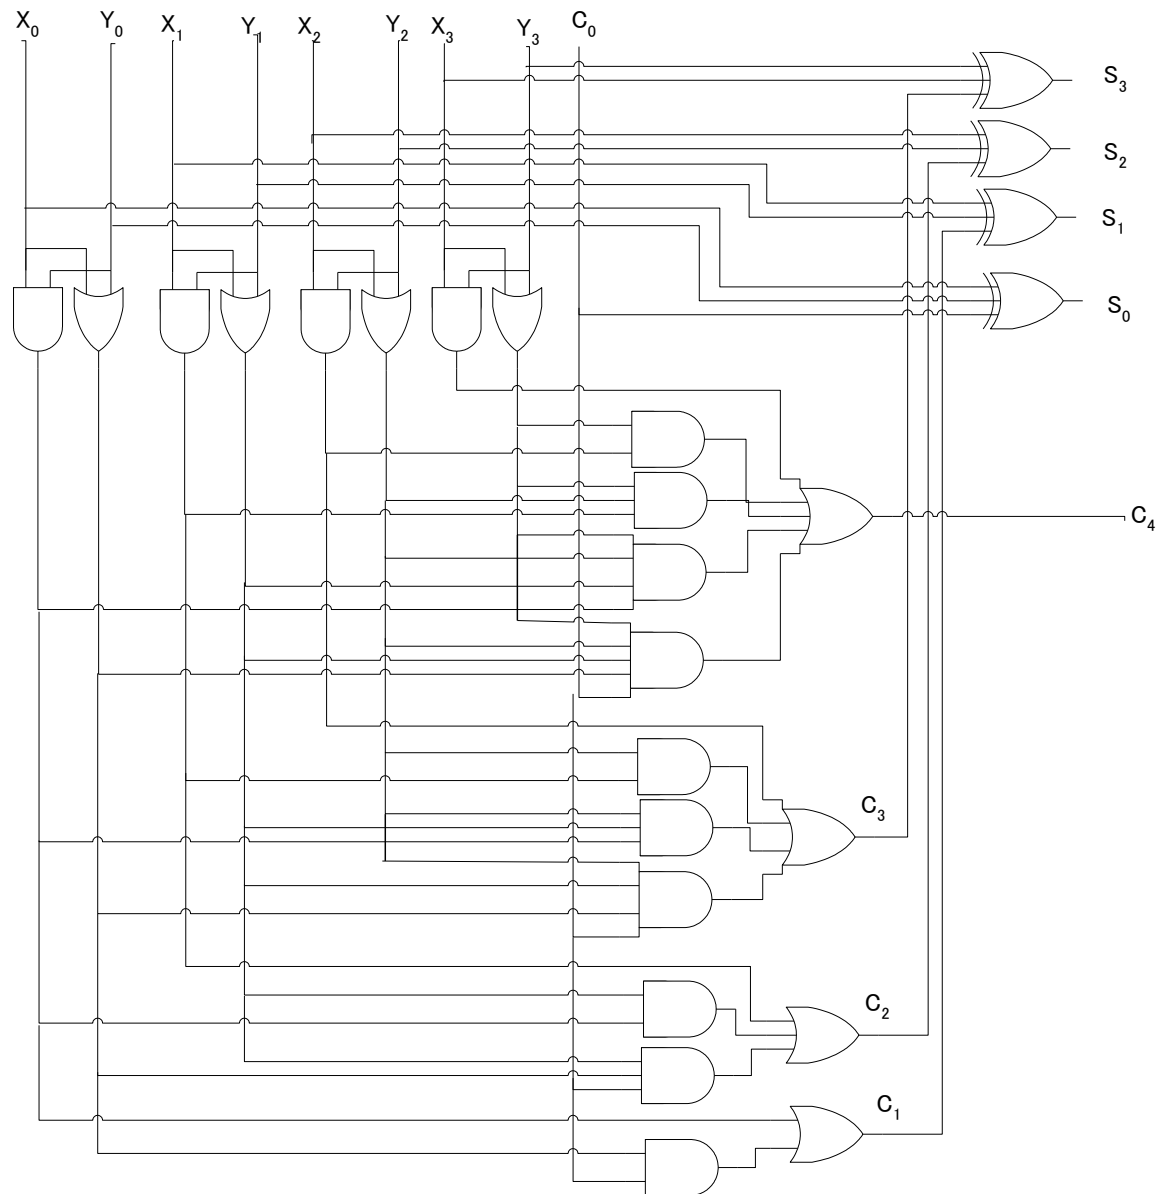 X₀ Y₀ X₁ Y₁ X₂ Y₂ X₃ Y₃ C₀
S₃
S₂
S₁
S₀
C₄
C₃
C₂
C₁